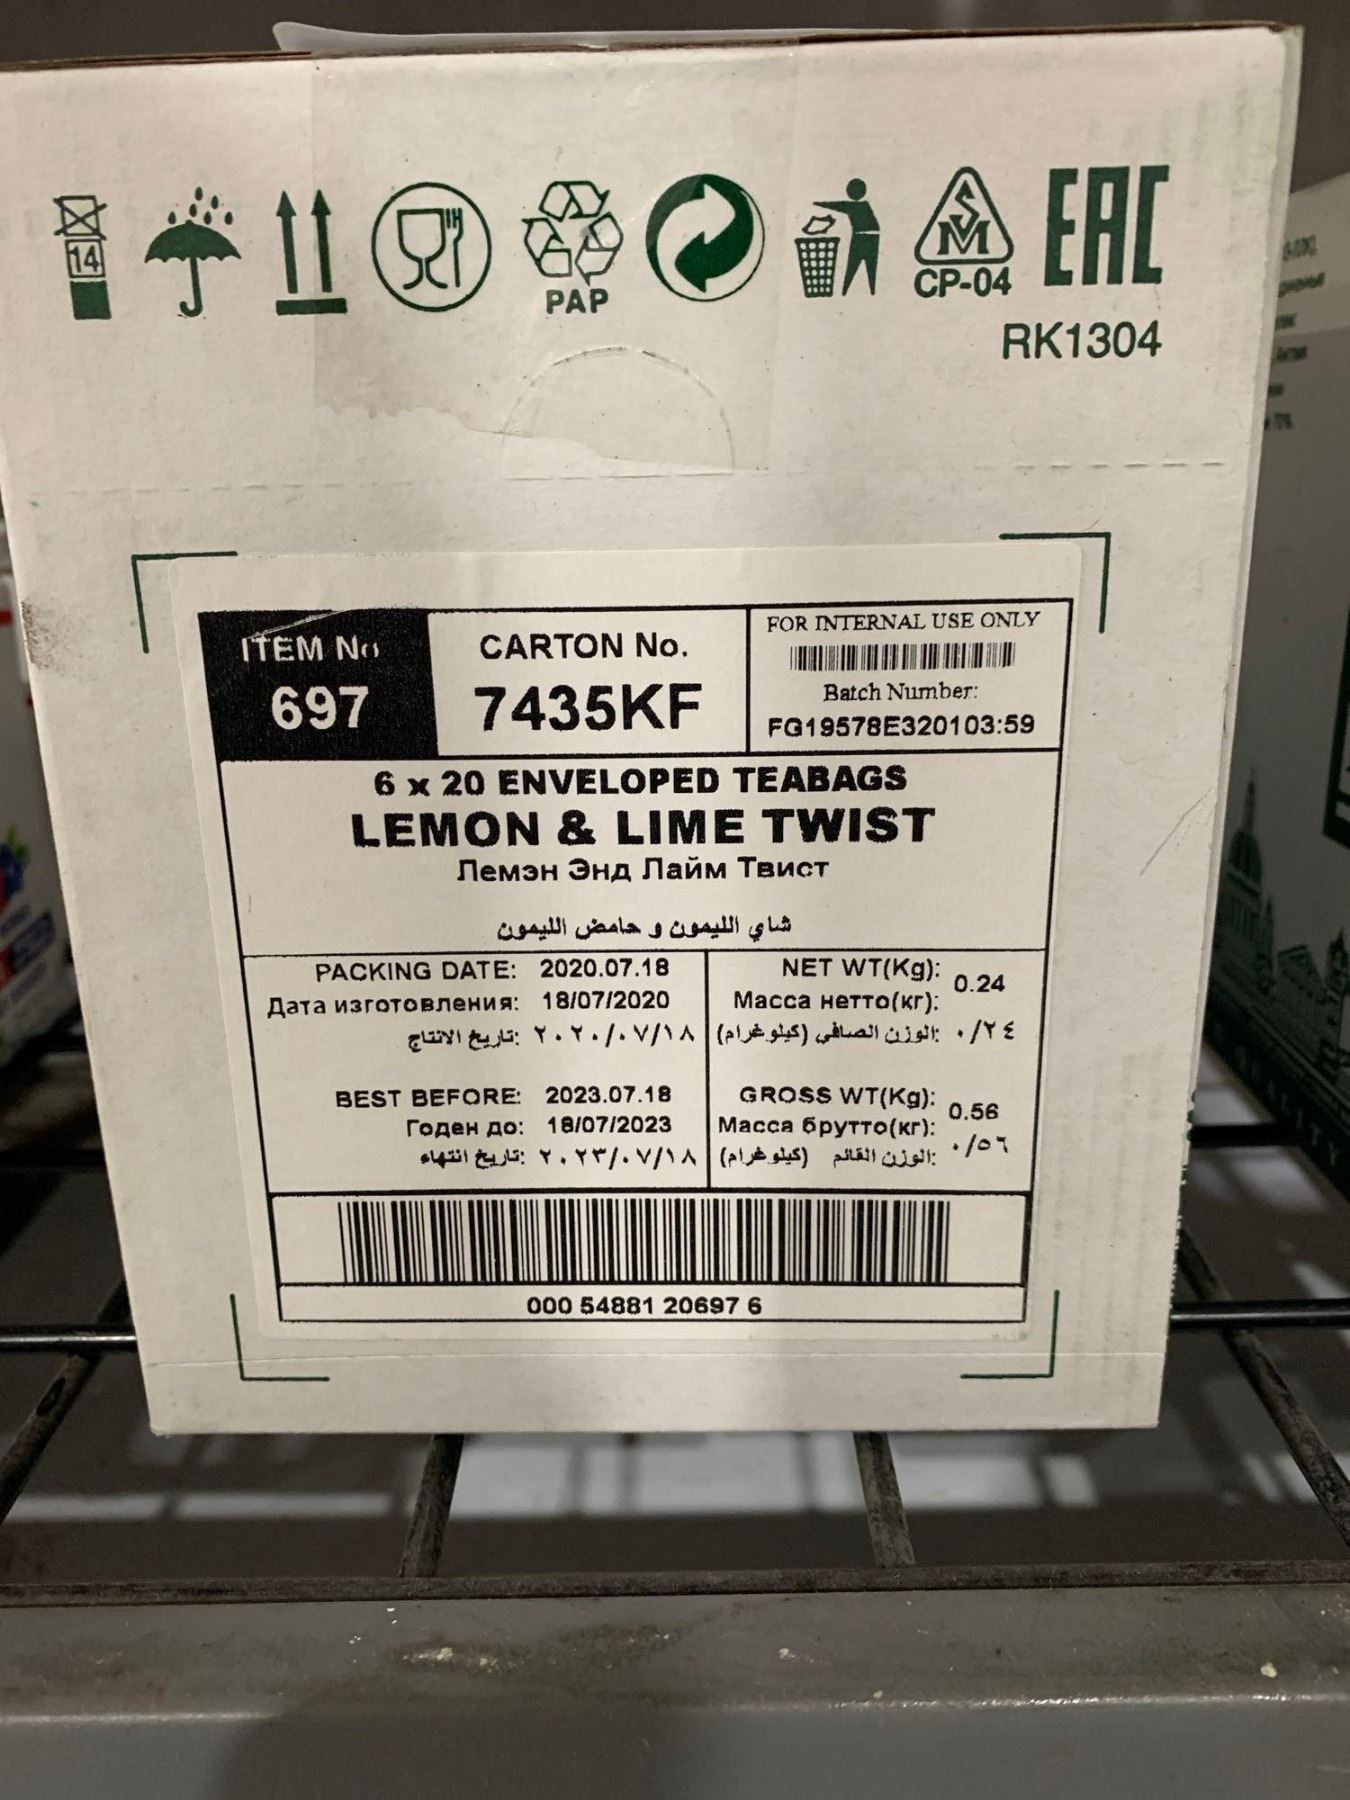 14
PAP
SM
CP-04
EAC
RK1304
ITEM No
697
CARTON No.
7435KF
FOR INTERNAL USE ONLY
Batch Number:
FG19578E320103:59
6 x 20 ENVELOPED TEABAGS
LEMON & LIME TWIST
Лемэн Энд Лайм Твист
شاي الليمون و حامض الليمون
PACKING DATE: 2020.07.18
Дата изготовления: 18/07/2020
تاريخ الانتاج: ٢٠٢٠/٠٧/١٨
BEST BEFORE: 2023.07.18
Годен до: 18/07/2023
تاريخ انتهاء: ٢٠٢٣/٠٧/١٨
NET WT(Kg): 0.24
Масса нетто(кг):
الوزن الصافي (كيلوغرام): ٠/٢٤
GROSS WT(Kg): 0.56
Масса брутто(кг):
الوزن القائم (كيلوغرام): ٠/٥٦
000 54881 20697 6